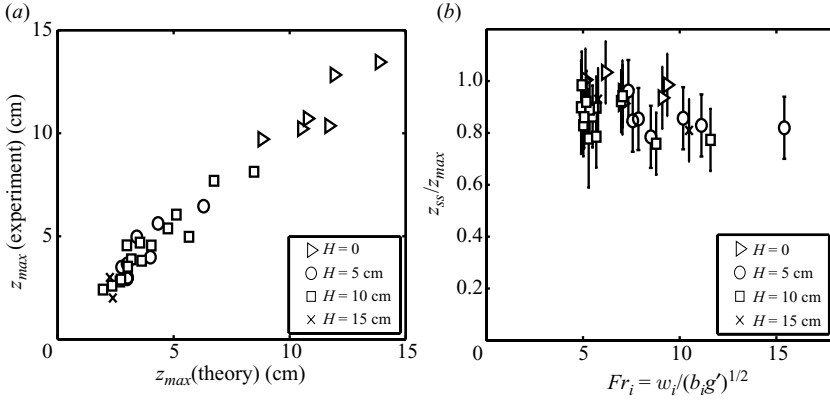 (a)
15
10
5
0
5
10
15
z_max (experiment) (cm)
z_max(theory) (cm)
H = 0
H = 5 cm
H = 10 cm
H = 15 cm
(b)
1.0
0.8
0.6
0.4
0.2
0
5
10
15
z_ss/z_max
Fr_i = w_i/(b_ig′)^1/2
H = 0
H = 5 cm
H = 10 cm
H = 15 cm